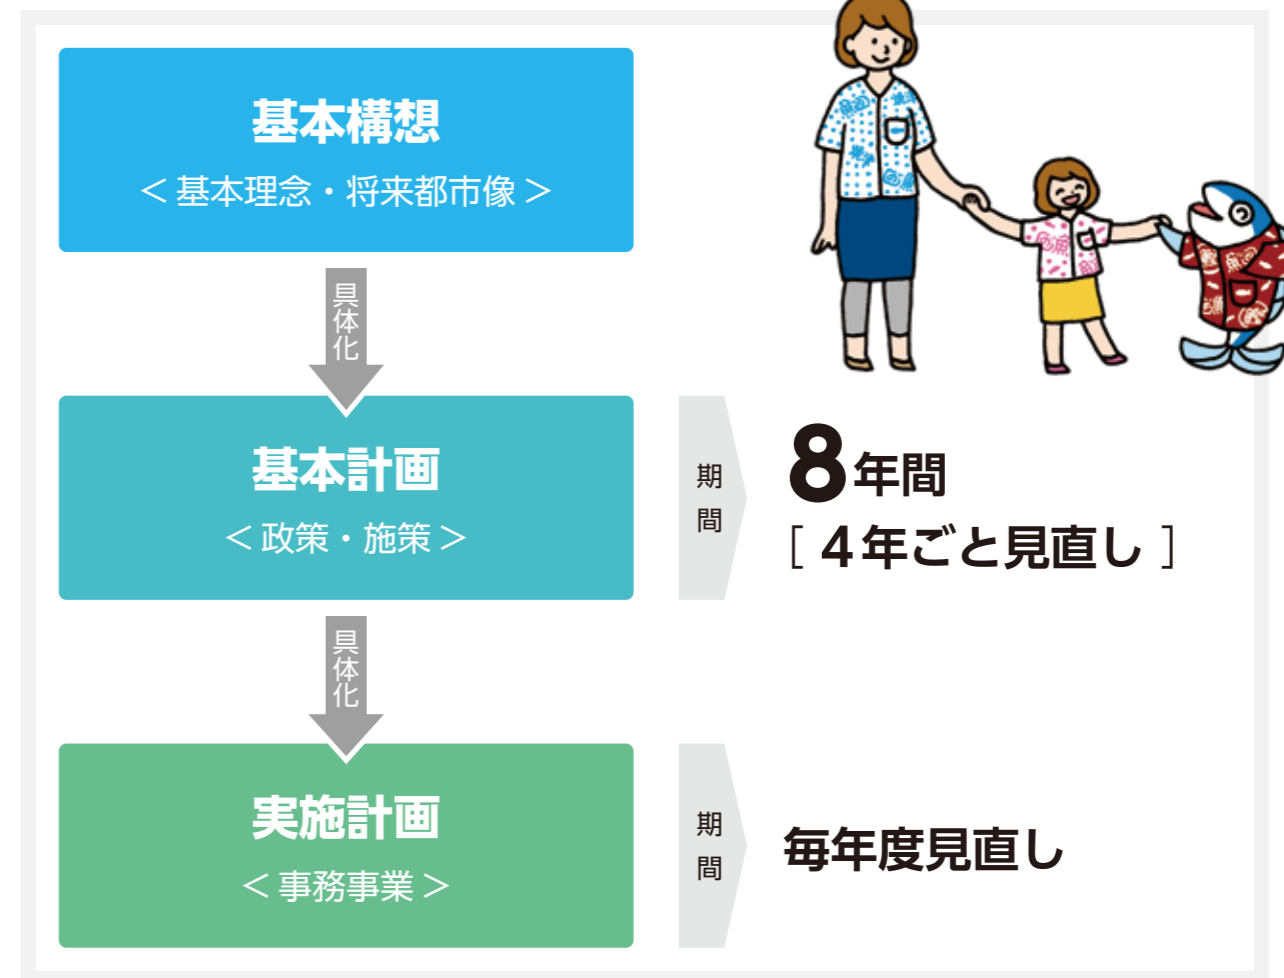 基本構想
＜基本理念・将来都市像＞
具体化
基本計画
＜政策・施策＞
期間
8年間
［４年ごと見直し］
具体化
実施計画
＜事務事業＞
期間
毎年度見直し